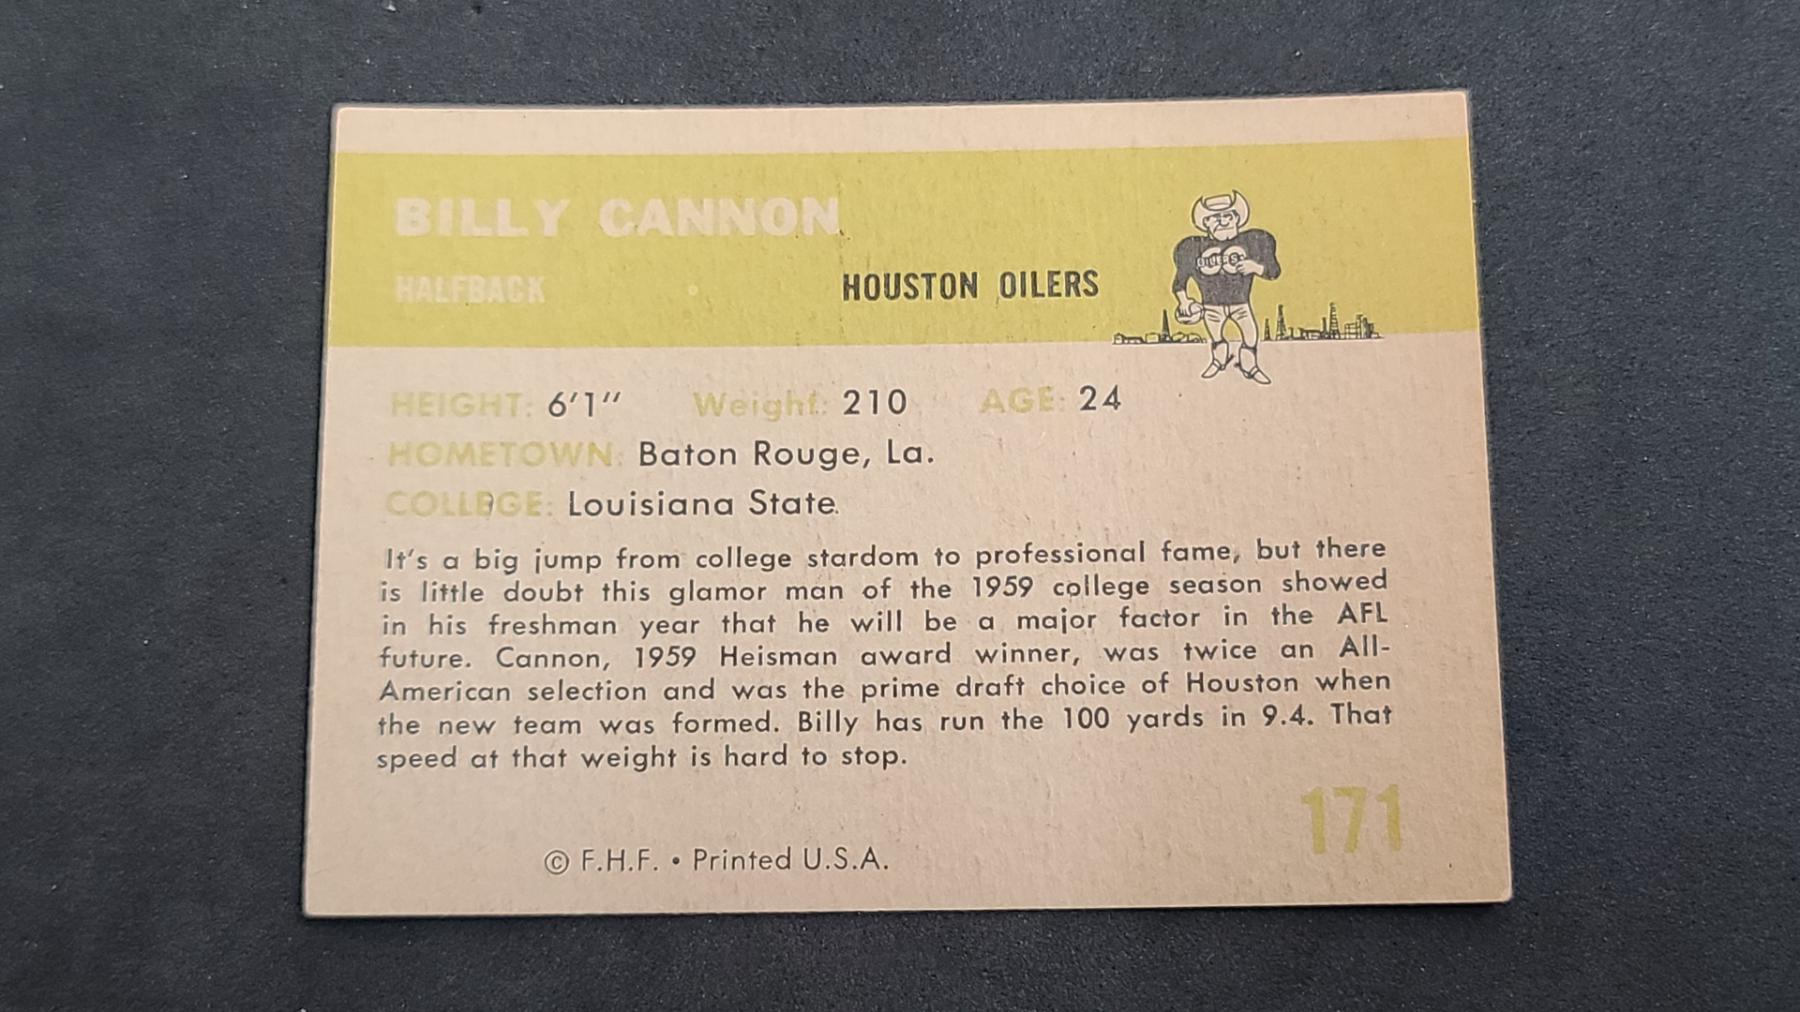 BILLY CANNON
HALFBACK
HOUSTON OILERS
OILERS
HEIGHT: 6'1" Weight: 210 AGE: 24
HOMETOWN: Baton Rouge, La.
COLLEGE: Louisiana State.
It's a big jump from college stardom to professional fame, but there
is little doubt this glamor man of the 1959 college season showed
in his freshman year that he will be a major factor in the AFL
future. Cannon, 1959 Heisman award winner, was twice an All-
American selection and was the prime draft choice of Houston when
the new team was formed. Billy has run the 100 yards in 9.4. That
speed at that weight is hard to stop.
171
© F.H.F. • Printed U.S.A.